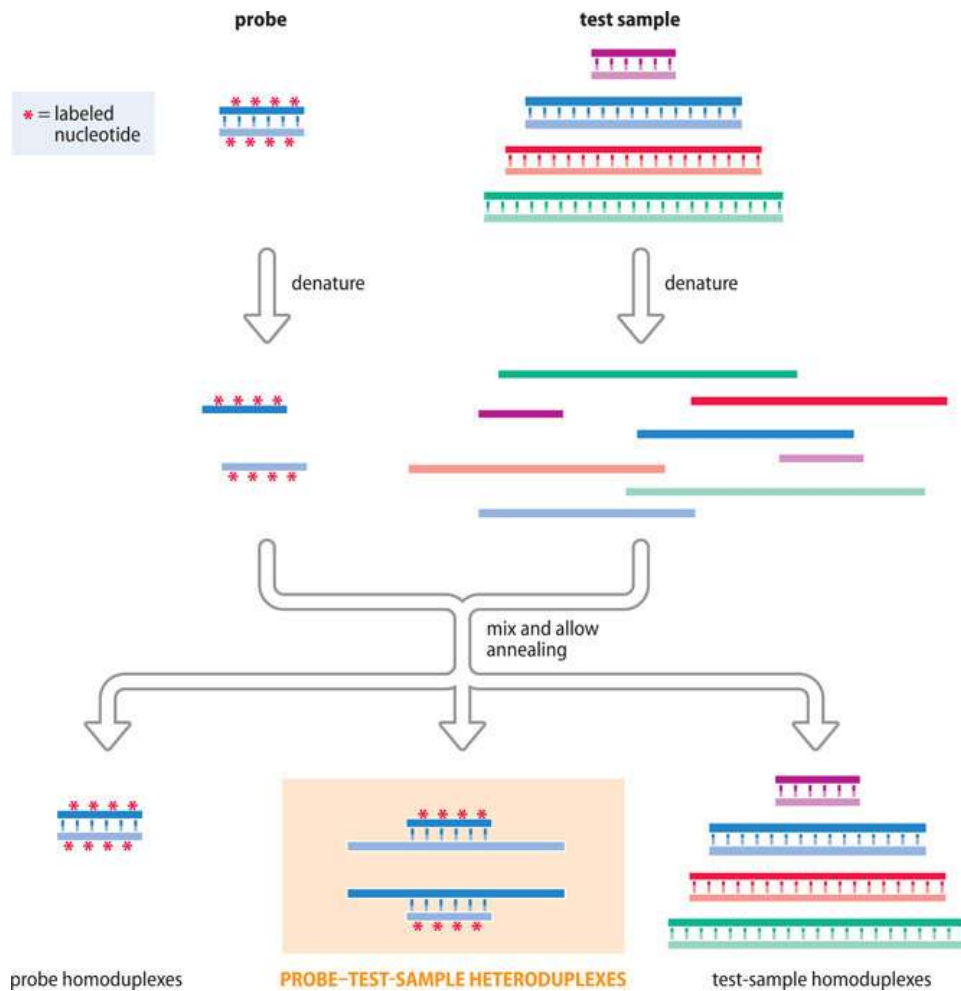 probe
test sample
* = labeled
nucleotide
denature
denature
mix and allow
annealing
probe homoduplexes
PROBE–TEST-SAMPLE HETERODUPLEXES
test-sample homoduplexes